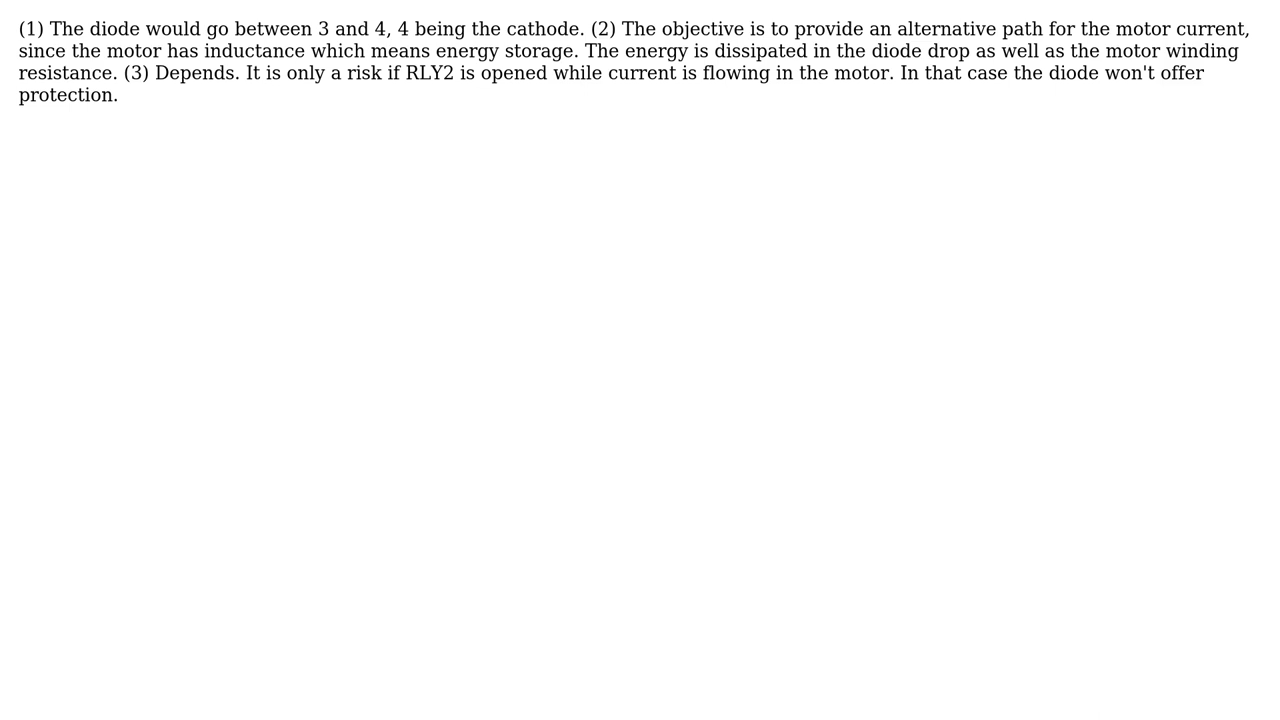 (1) The diode would go between 3 and 4, 4 being the cathode. (2) The objective is to provide an alternative path for the motor current,
since the motor has inductance which means energy storage. The energy is dissipated in the diode drop as well as the motor winding
resistance. (3) Depends. It is only a risk if RLY2 is opened while current is flowing in the motor. In that case the diode won't offer
protection.